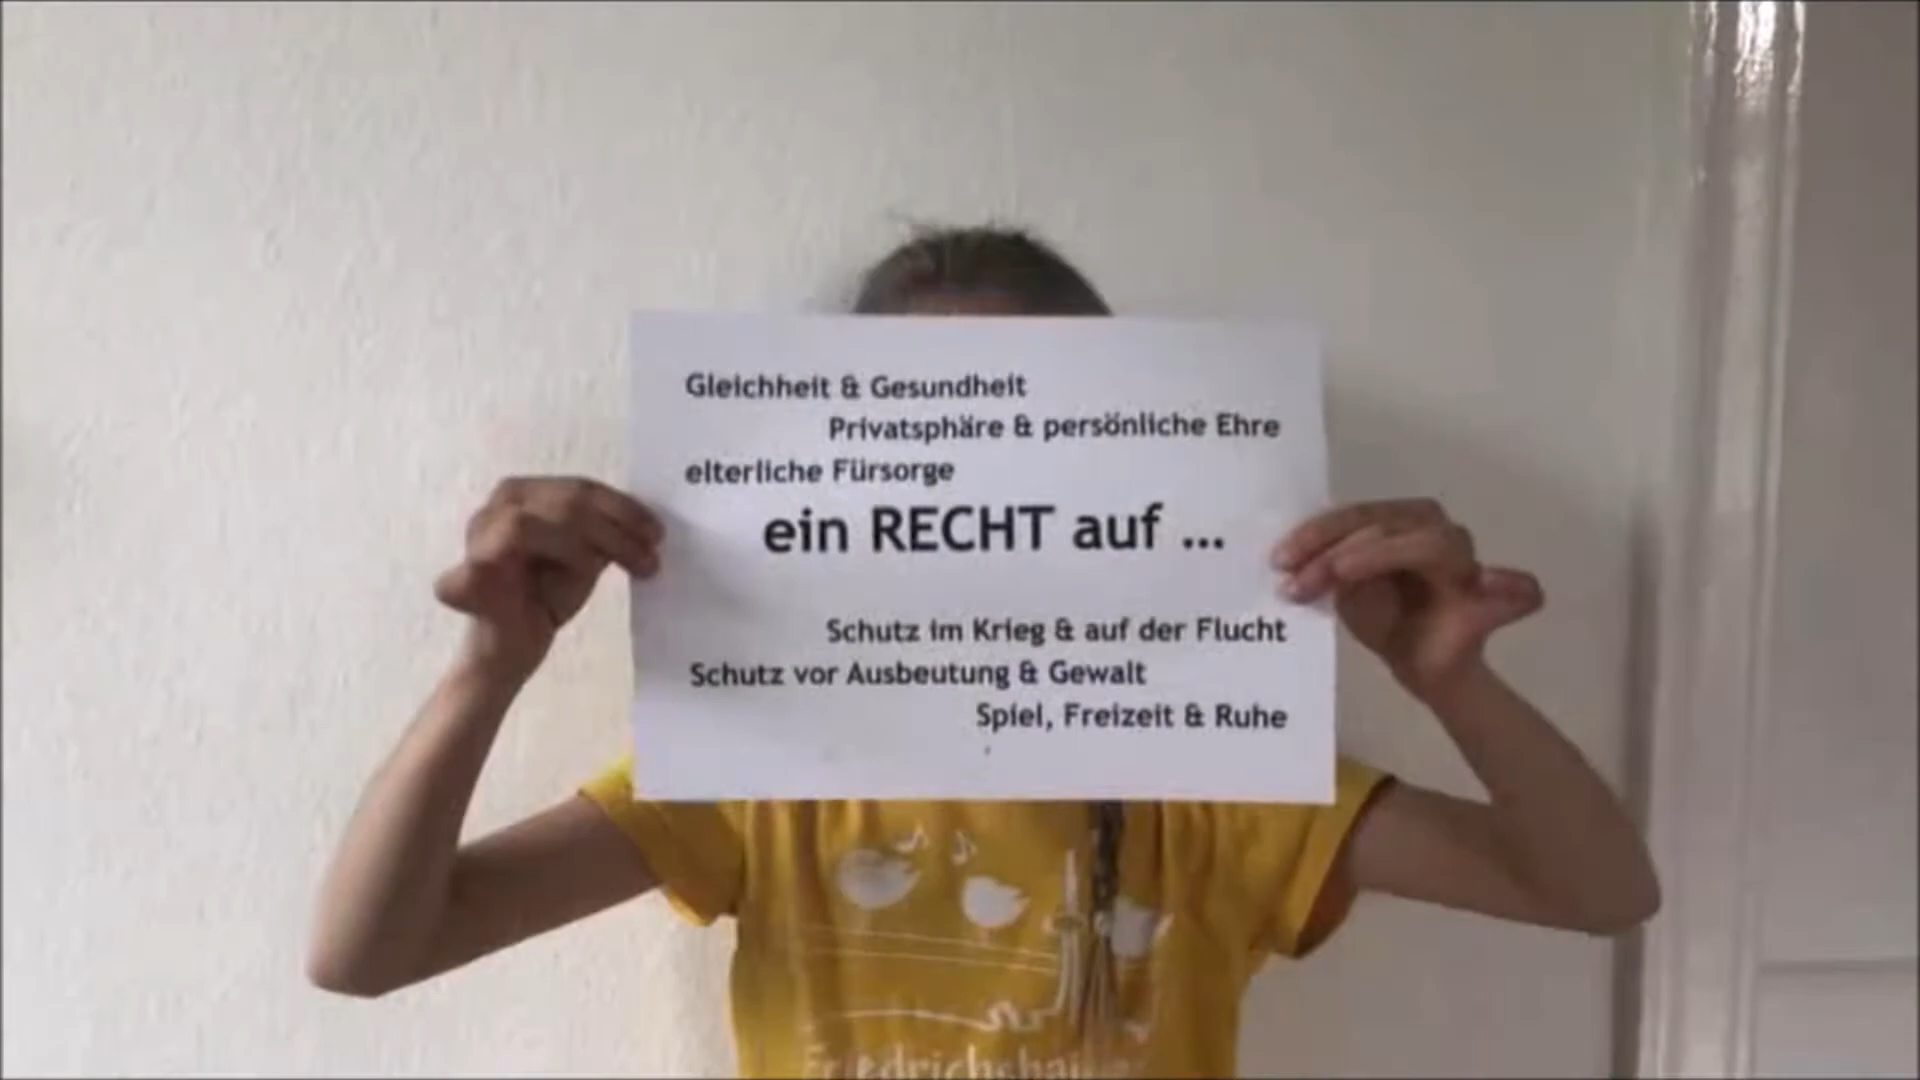 Gleichheit & Gesundheit
Privatsphäre & persönliche Ehre
elterliche Fürsorge
ein RECHT auf ...
Schutz im Krieg & auf der Flucht
Schutz vor Ausbeutung & Gewalt
Spiel, Freizeit & Ruhe